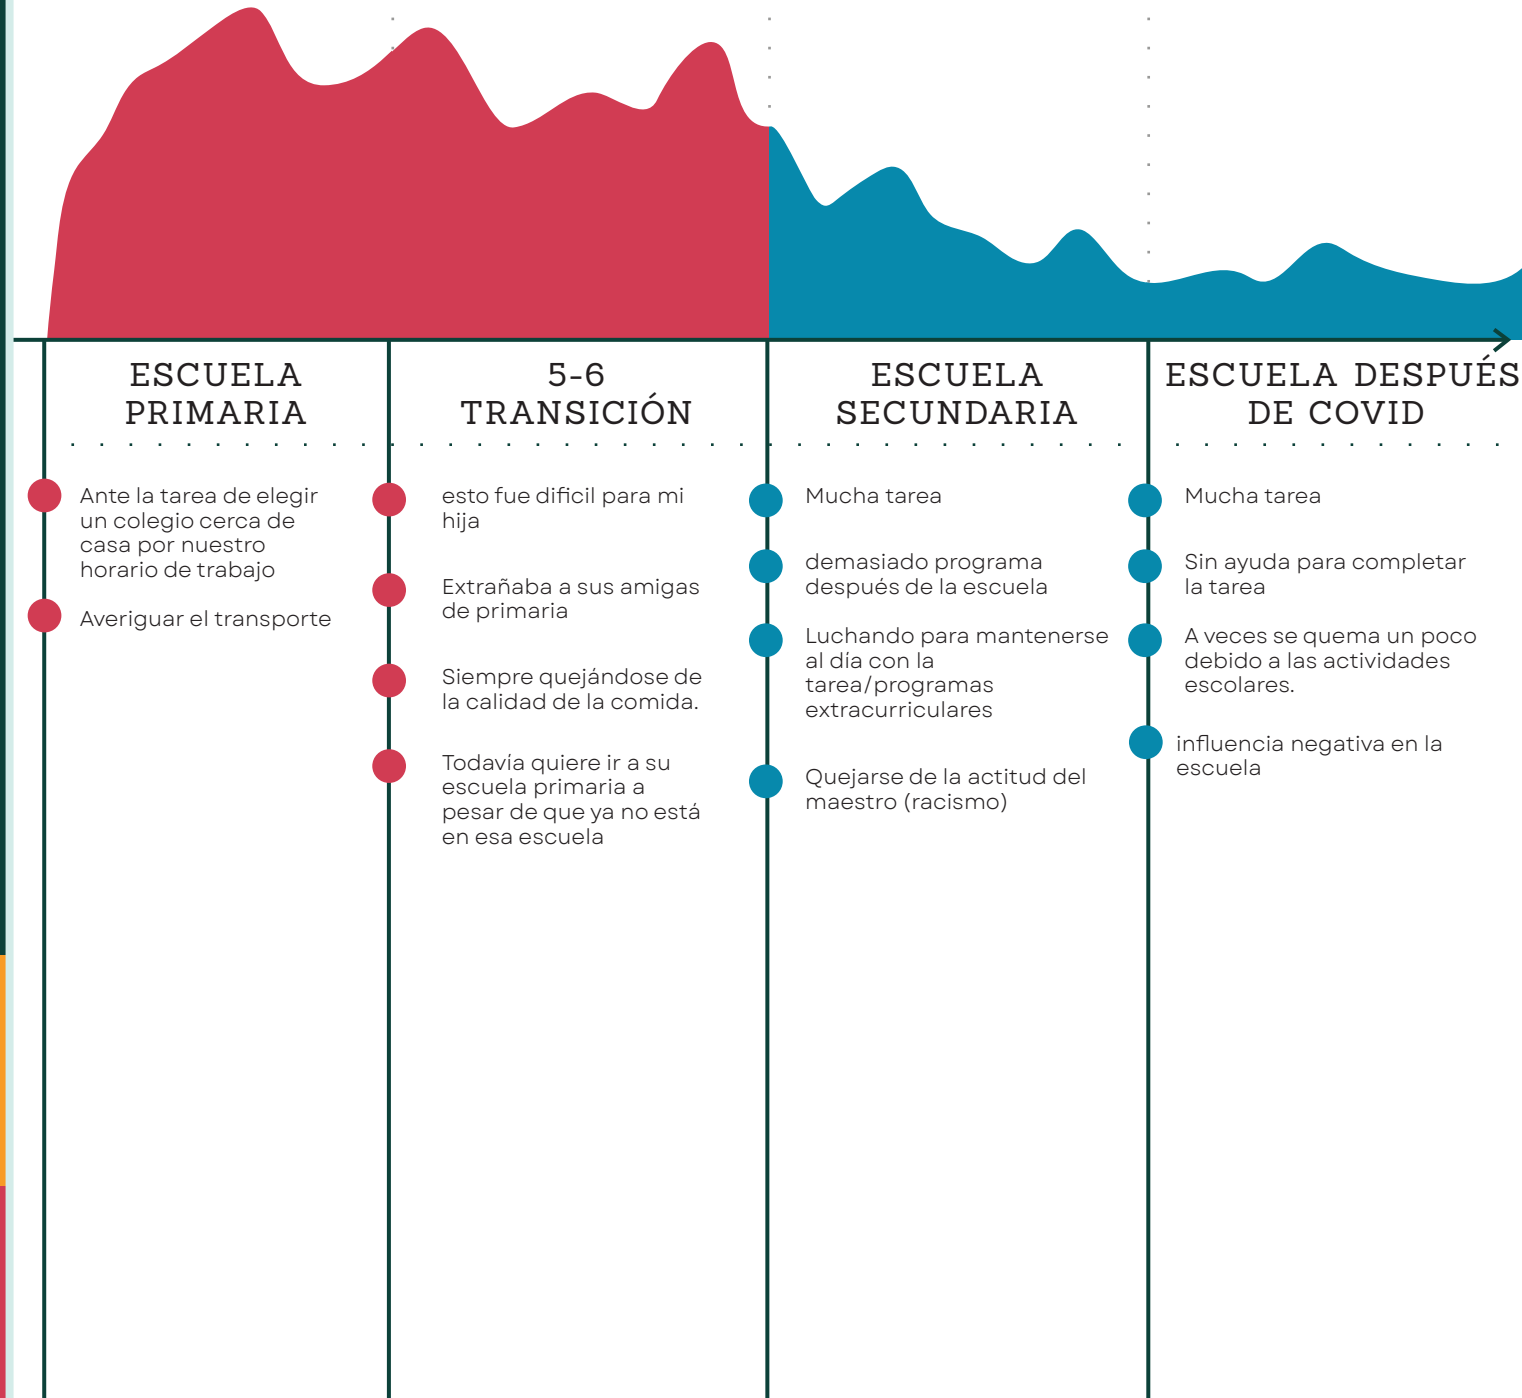 ESCUELA
PRIMARIA
Ante la tarea de elegir
un colegio cerca de
casa por nuestro
horario de trabajo
Averiguar el transporte
5-6
TRANSICIÓN
esto fue dificil para mi
hija
Extrañaba a sus amigas
de primaria
Siempre quejándose de
la calidad de la comida.
Todavía quiere ir a su
escuela primaria a
pesar de que ya no está
en esa escuela
ESCUELA
SECUNDARIA
Mucha tarea
demasiado programa
después de la escuela
Luchando para mantenerse
al día con la
tarea/programas
extracurriculares
Quejarse de la actitud del
maestro (racismo)
ESCUELA DESPUÉS
DE COVID
Mucha tarea
Sin ayuda para completar
la tarea
A veces se quema un poco
debido a las actividades
escolares.
influencia negativa en la
escuela